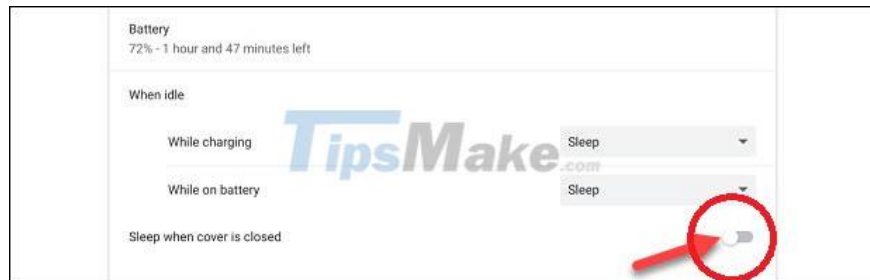 Battery
72% - 1 hour and 47 minutes left
When idle
While charging
Sleep
TipsMake.com
While on battery
Sleep
Sleep when cover is closed